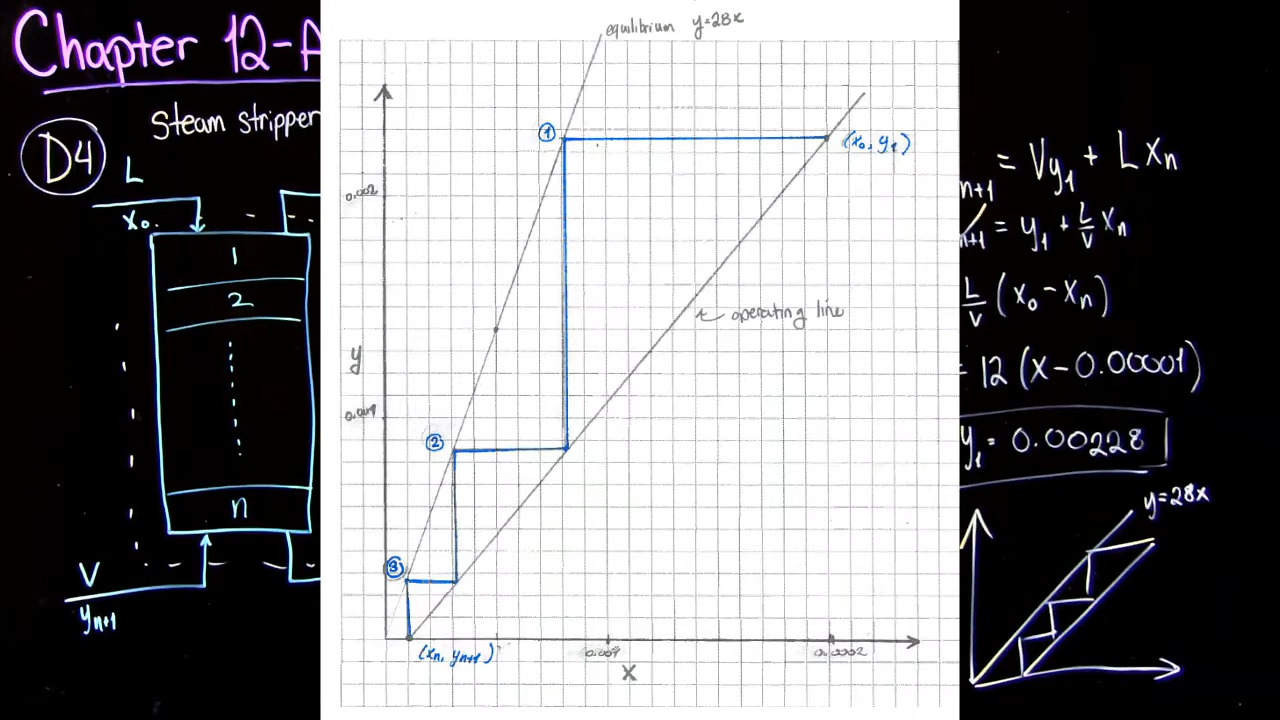 Chapter 12-A
Steam stripper
D4
L
x0
1
2
n
V
yn+1
equilibrium y=28x
①
(x0, y1)
0.002
operating line
y
②
③
(xn, yn+1)
0.0002
x
n+1 = Vy1 + Lxn
n+1 = y1 + L/V xn
L/V (x0 - xn)
= 12 (x - 0.00001)
y1 = 0.00228
y=28x